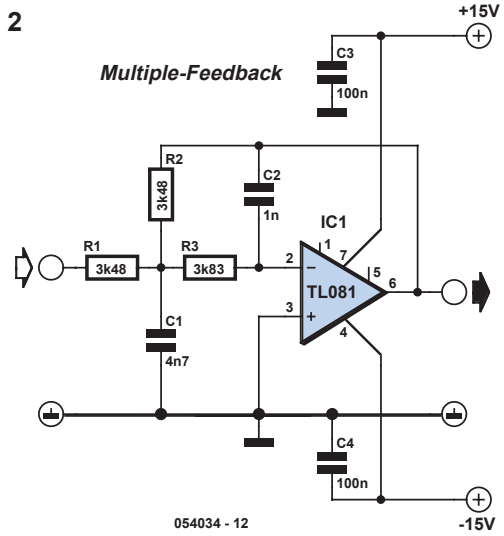 2
+15V
Multiple-Feedback
C3
100n
R2
3k48
C2
1n
IC1
R1
3k48
R3
3k83
1
7
5
2
6
TL081
3
4
C1
4n7
C4
100n
054034 - 12
-15V